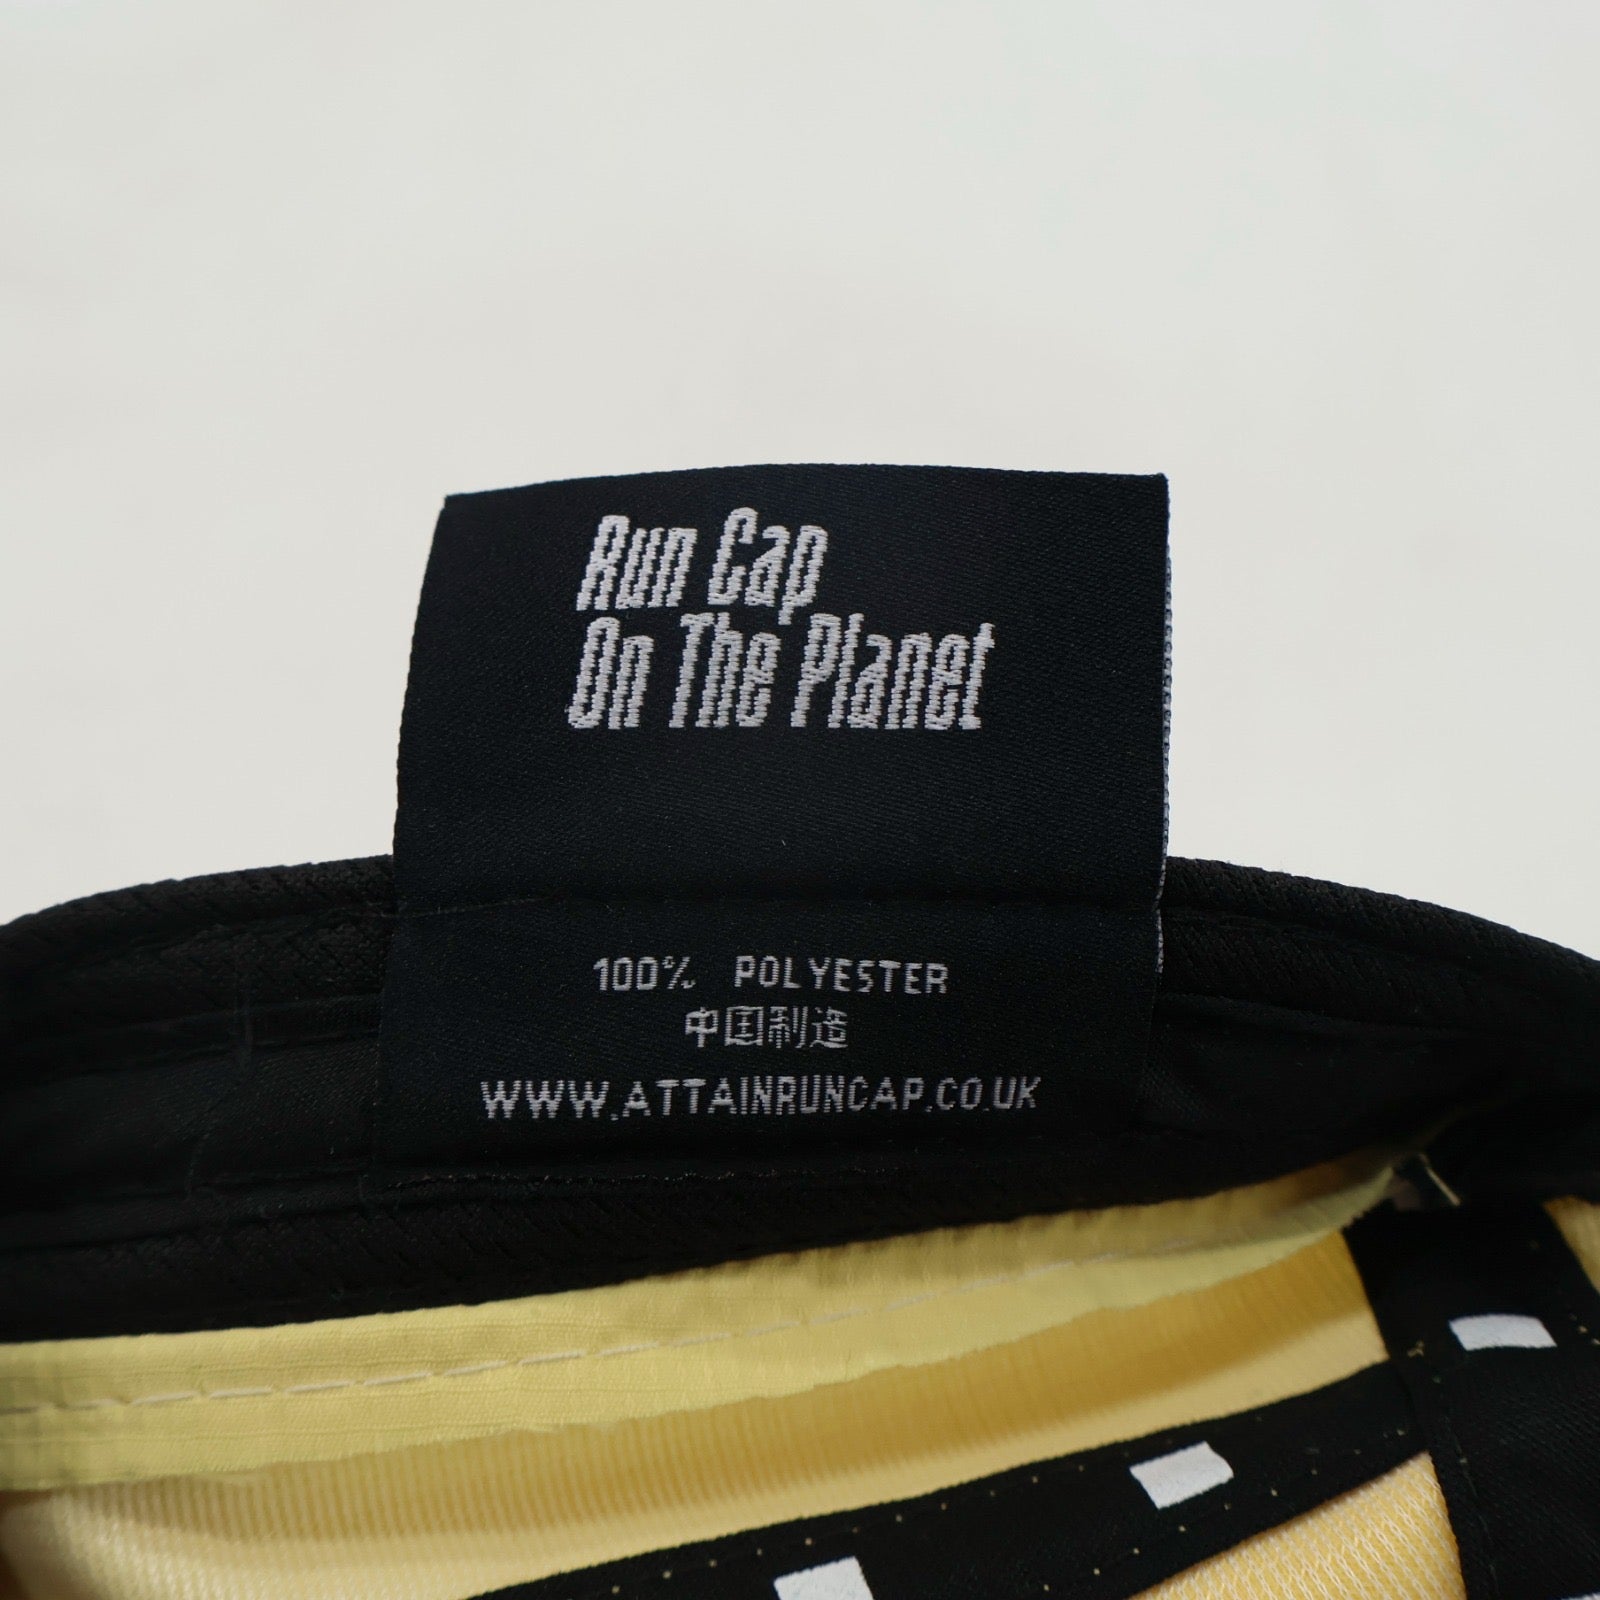 Run Cap
On The Planet
100% POLYESTER
中国制造
WWW.ATTAINRUNCAP.CO.UK